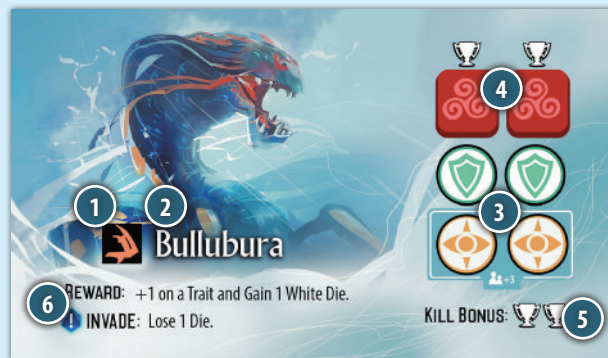 4
3
1 2
Bullubura
+3
6 REWARD: +1 on a Trait and Gain 1 White Die.
INVADE: Lose 1 Die.
KILL BONUS: 5